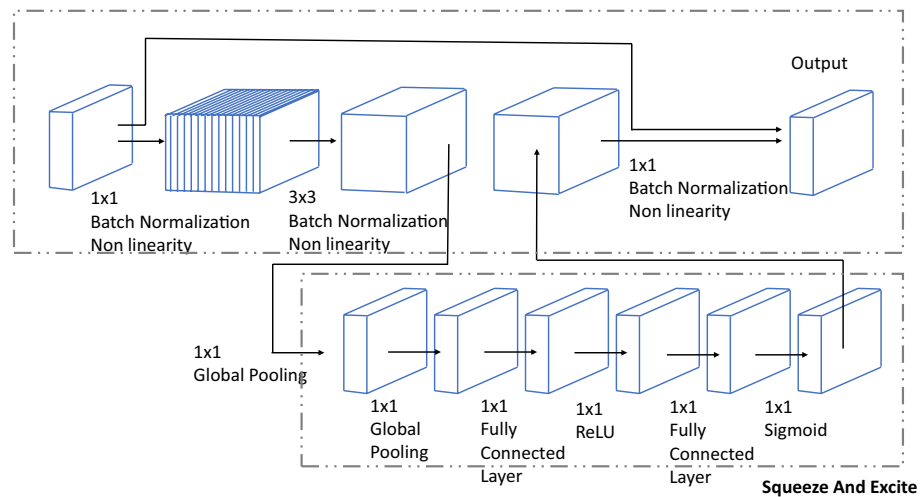 Output
1x1
Batch Normalization
Non linearity
3x3
Batch Normalization
Non linearity
1x1
Batch Normalization
Non linearity
1x1
Global Pooling
1x1
Global
Pooling
1x1
Fully
Connected
Layer
1x1
ReLU
1x1
Fully
Connected
Layer
1x1
Sigmoid
Squeeze And Excite